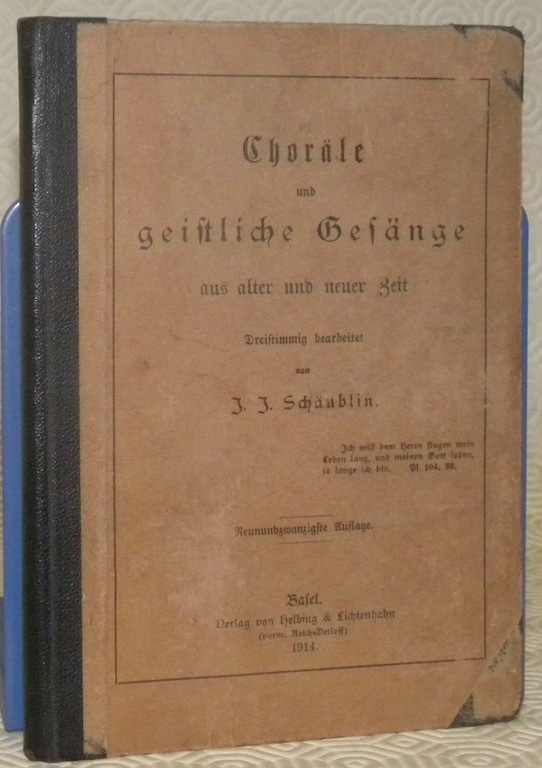 Choräle
und
geistliche Gesänge
aus alter und neuer Zeit
Dreistimmig bearbeitet
von
J. J. Schäublin.
Ich will dem Herrn singen mein
Leben lang, und meinen Gott loben,
so lange ich bin. Ps. 104, 33.
Neunundzwanzigste Auflage.
Basel.
Verlag von Helbing & Lichtenhahn
(vorm. Reich-Detloff)
1914.